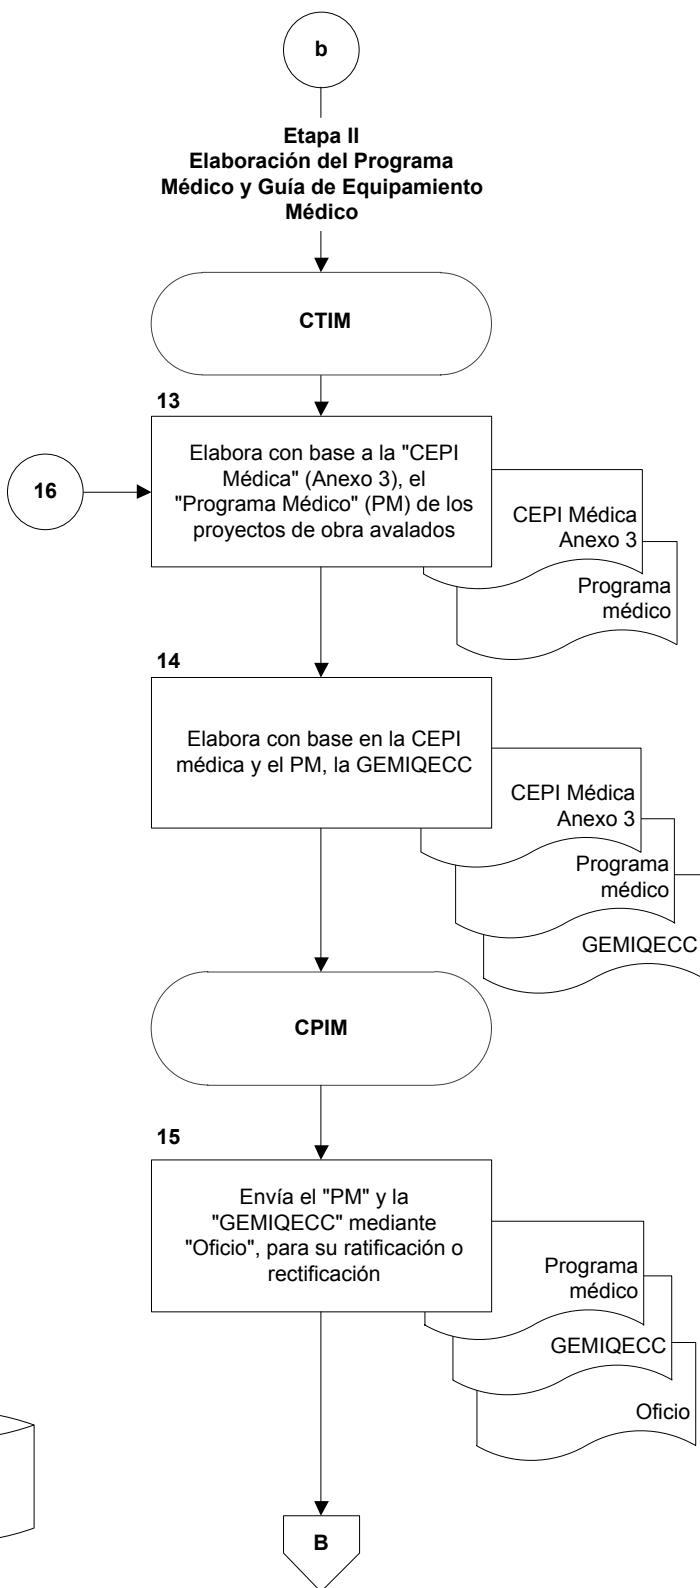 b
Etapa II
Elaboración del Programa
Médico y Guía de Equipamiento
Médico
CTIM
13
16
Elabora con base a la "CEPI
Médica" (Anexo 3), el
"Programa Médico" (PM) de los
proyectos de obra avalados
CEPI Médica
Anexo 3
Programa
médico
14
Elabora con base en la CEPI
médica y el PM, la GEMIQECC
CEPI Médica
Anexo 3
Programa
médico
GEMIQECC
CPIM
15
Envía el "PM" y la
"GEMIQECC" mediante
"Oficio", para su ratificación o
rectificación
Programa
médico
GEMIQECC
Oficio
B